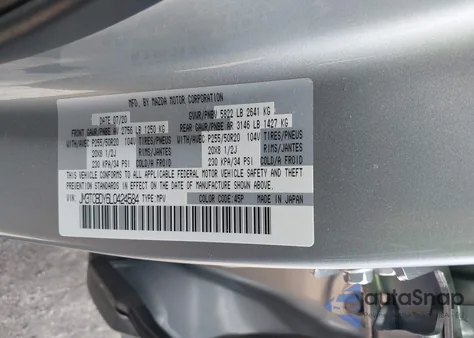 MFD. BY MAZDA MOTOR CORPORATION
DATE 07/20 GVWR/PNBV 5822 LB 2641 KG
FRONT GAWR/PNBE AV 2756 LB 1250 KG REAR GAWR/PNBE AR 3146 LB 1427 KG
WITH/AVEC P255/50R20 104V TIRES/PNEUS WITH/AVEC P255/50R20 104V TIRES/PNEUS
20X8 1/2J RIMS/JANTES 20X8 1/2J RIMS/JANTES
230 KPA/34 PSI COLD/A FROID 230 KPA/34 PSI COLD/A FROID
THIS VEHICLE CONFORMS TO ALL APPLICABLE FEDERAL MOTOR VEHICLE SAFETY,
BUMPER, AND THEFT PREVENTION STANDARDS IN EFFECT ON THE DATE OF
MANUFACTURE SHOWN ABOVE.
JM3TCBDY6L0424584 TYPE:MPV COLOR CODE:45P MADE IN JAPAN
autaSnap